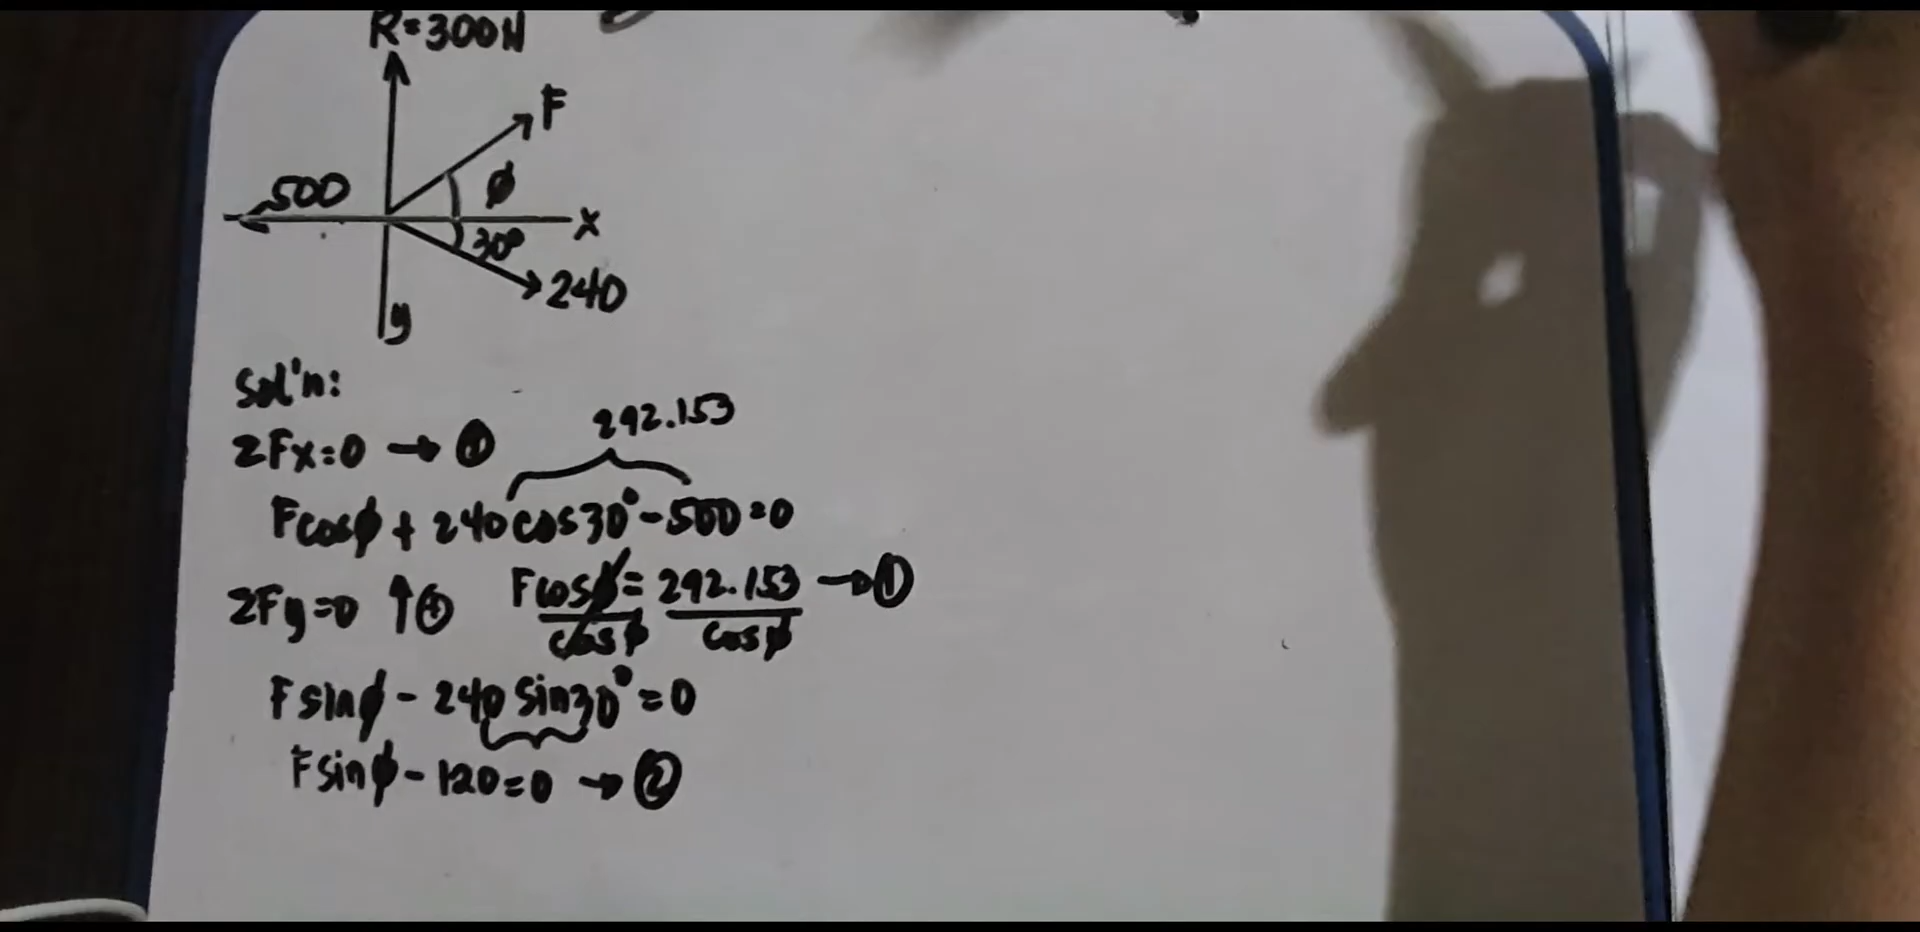 R=300N
F
500
ϕ
x
30°
240
y
Sol'n:
292.153
ΣFx=0 →
Fcosϕ + 240cos30° - 500=0
ΣFy=0 ↑⊕ Fcosϕ = 292.153 → ①
cosϕ cosϕ
Fsinϕ - 240 sin30° = 0
Fsinϕ - 120=0 → ②